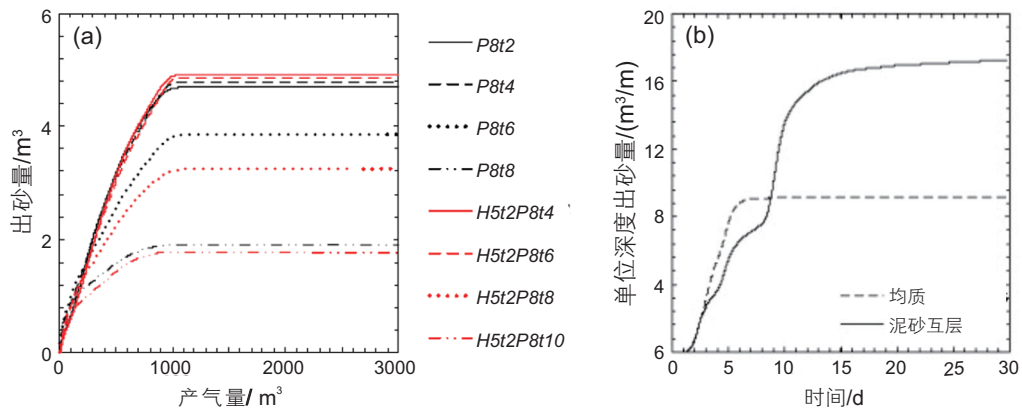 (a)
6
4
2
0
出砂量/m³
0 1000 2000 3000
产气量/ m³
P8t2
P8t4
P8t6
P8t8
H5t2P8t4
H5t2P8t6
H5t2P8t8
H5t2P8t10
(b)
20
16
12
8
4
6
单位深度出砂量/(m³/m)
均质
泥砂互层
0 5 10 15 20 25 30
时间/d